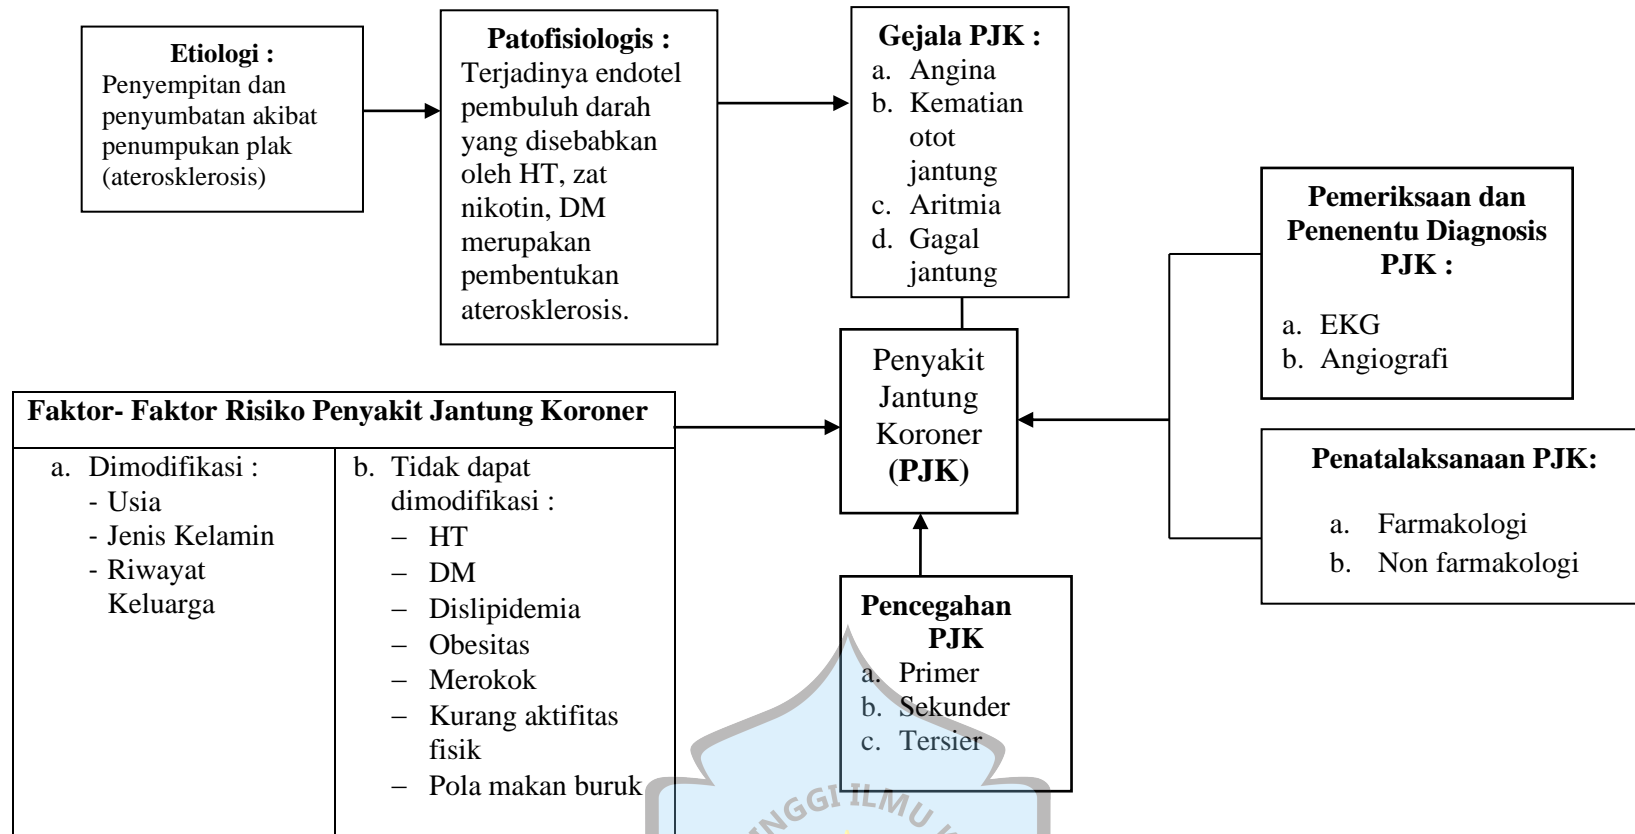 Etiologi :
Penyempitan dan
penyumbatan akibat
penumpukan plak
(aterosklerosis)
Patofisiologis :
Terjadinya endotel
pembuluh darah
yang disebabkan
oleh HT, zat
nikotin, DM
merupakan
pembentukan
aterosklerosis.
Gejala PJK :
a. Angina
b. Kematian
otot
jantung
c. Aritmia
d. Gagal
jantung
Pemeriksaan dan
Penenentu Diagnosis
PJK :
a. EKG
b. Angiografi
Penyakit
Jantung
Koroner
(PJK)
Faktor- Faktor Risiko Penyakit Jantung Koroner
a. Dimodifikasi :
- Usia
- Jenis Kelamin
- Riwayat
Keluarga
b. Tidak dapat
dimodifikasi :
– HT
– DM
– Dislipidemia
– Obesitas
– Merokok
– Kurang aktifitas
fisik
– Pola makan buruk
Penatalaksanaan PJK:
a. Farmakologi
b. Non farmakologi
Pencegahan
PJK
a. Primer
b. Sekunder
c. Tersier
ILMU